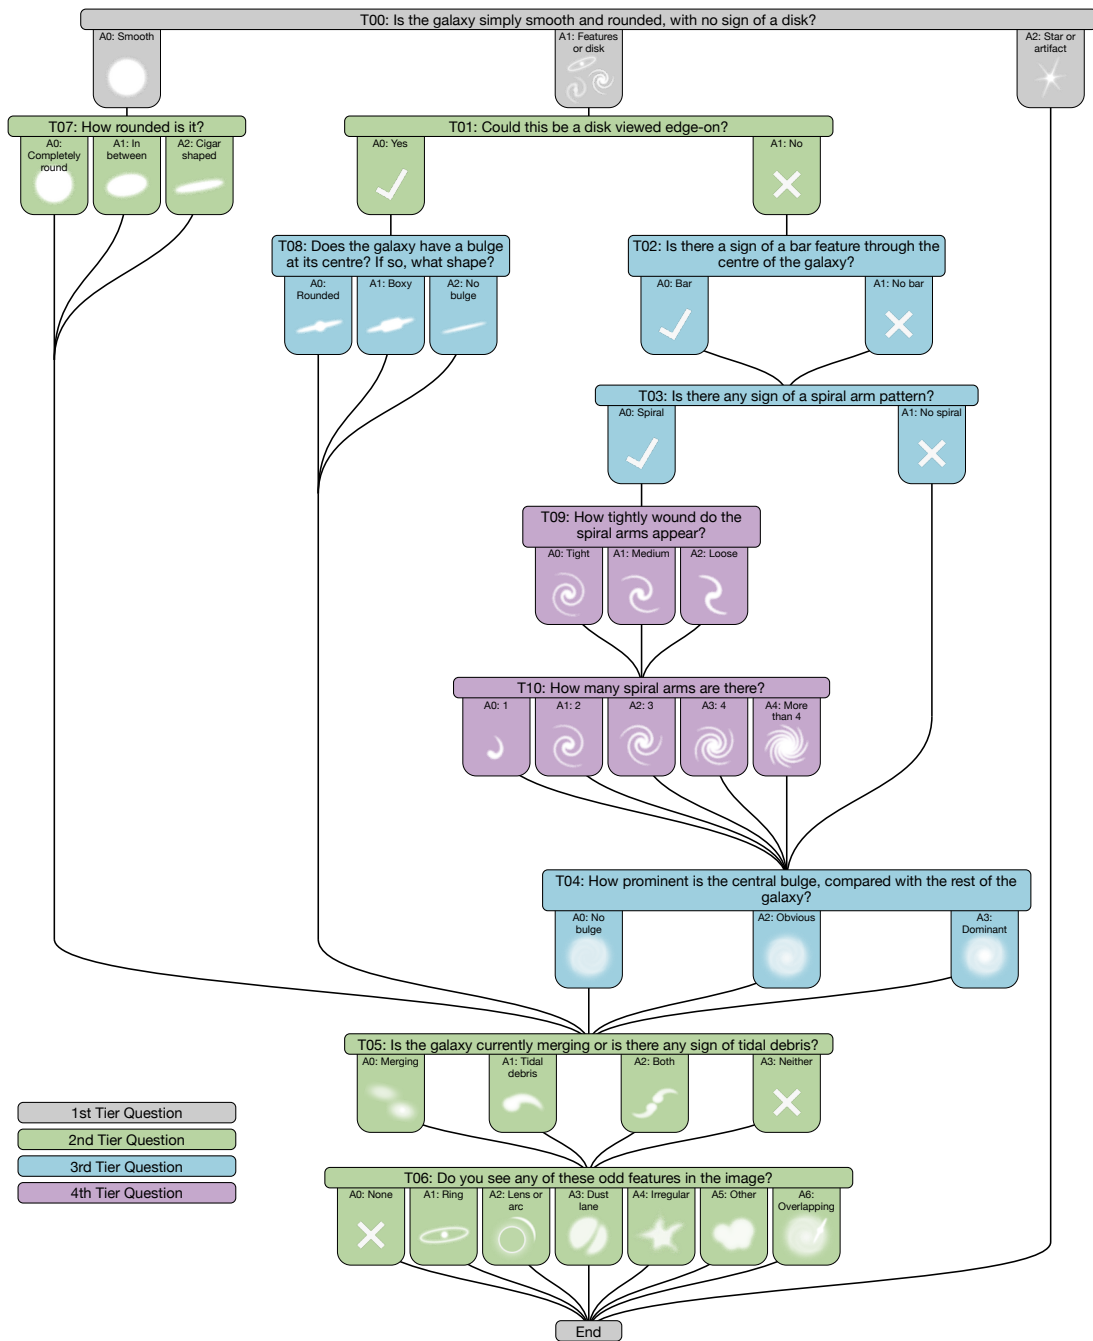 T00: Is the galaxy simply smooth and rounded, with no sign of a disk?
A0: Smooth
A1: Features
or disk
A2: Star or
artifact
T07: How rounded is it?
A0:
Completely
round
A1: In
between
A2: Cigar
shaped
T01: Could this be a disk viewed edge-on?
A0: Yes
A1: No
T08: Does the galaxy have a bulge
at its centre? If so, what shape?
A0:
Rounded
A1: Boxy
A2: No
bulge
T02: Is there a sign of a bar feature through the
centre of the galaxy?
A0: Bar
A1: No bar
T03: Is there any sign of a spiral arm pattern?
A0: Spiral
A1: No spiral
T09: How tightly wound do the
spiral arms appear?
A0: Tight
A1: Medium
A2: Loose
T10: How many spiral arms are there?
A0: 1
A1: 2
A2: 3
A3: 4
A4: More
than 4
T04: How prominent is the central bulge, compared with the rest of the
galaxy?
A0: No
bulge
A2: Obvious
A3:
Dominant
T05: Is the galaxy currently merging or is there any sign of tidal debris?
A0: Merging
A1: Tidal
debris
A2: Both
A3: Neither
T06: Do you see any of these odd features in the image?
A0: None
A1: Ring
A2: Lens or
arc
A3: Dust
lane
A4: Irregular
A5: Other
A6:
Overlapping
End
1st Tier Question
2nd Tier Question
3rd Tier Question
4th Tier Question